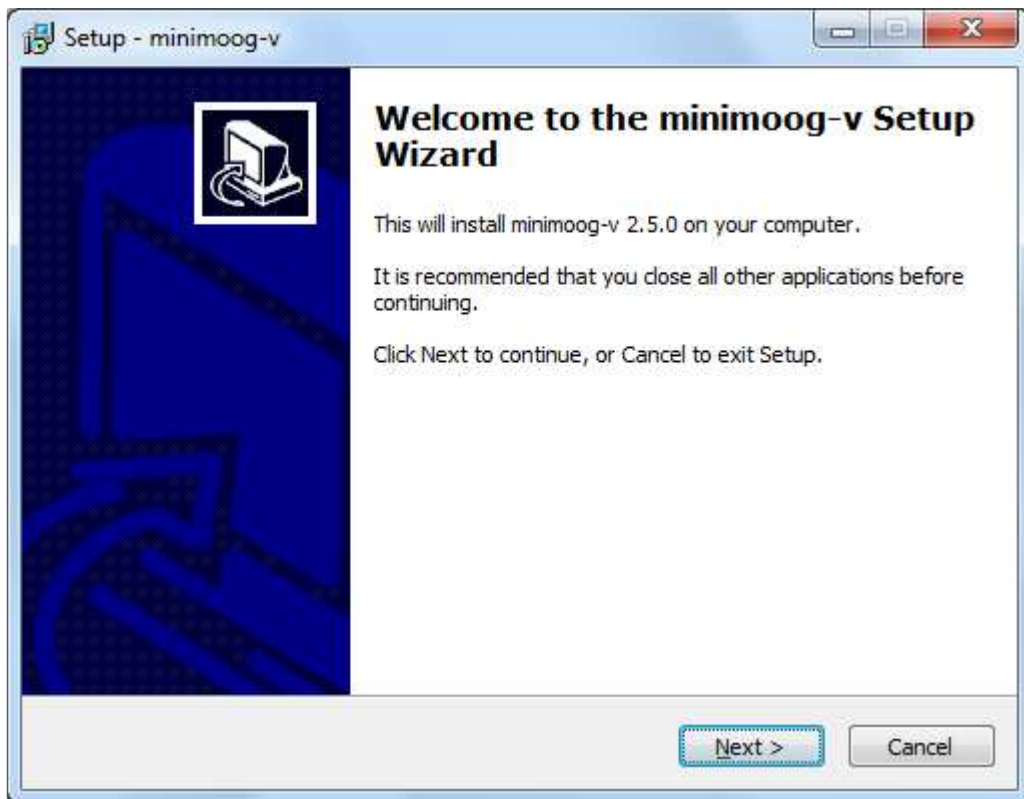 Setup - minimoog-v
Welcome to the minimoog-v Setup
Wizard
This will install minimoog-v 2.5.0 on your computer.
It is recommended that you close all other applications before
continuing.
Click Next to continue, or Cancel to exit Setup.
Next >
Cancel